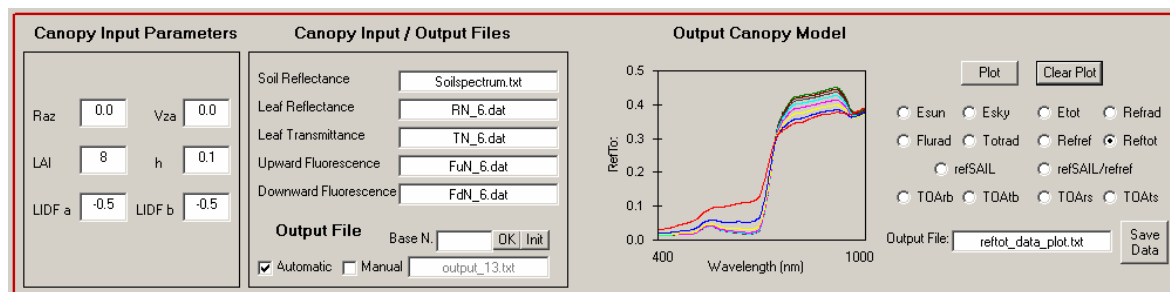 Canopy Input Parameters
Raz 0.0 Vza 0.0
LAI 8 h 0.1
LIDF a -0.5 LIDF b -0.5
Canopy Input / Output Files
Soil Reflectance Soilspectrum.txt
Leaf Reflectance RN_6.dat
Leaf Transmittance TN_6.dat
Upward Fluorescence FuN_6.dat
Downward Fluorescence FdN_6.dat
Output File Base N. OK Init
Automatic Manual output_13.txt
Output Canopy Model
RefTo:
0.5
0.4
0.3
0.2
0.1
0.0
400 1000
Wavelength (nm)
Plot Clear Plot
Esun Esky Etot Refrad
Flurad Totrad Refref Reftot
refSAIL refSAIL/refref
TOArb TOAtb TOArs TOAts
Output File: reftot_data_plot.txt Save Data